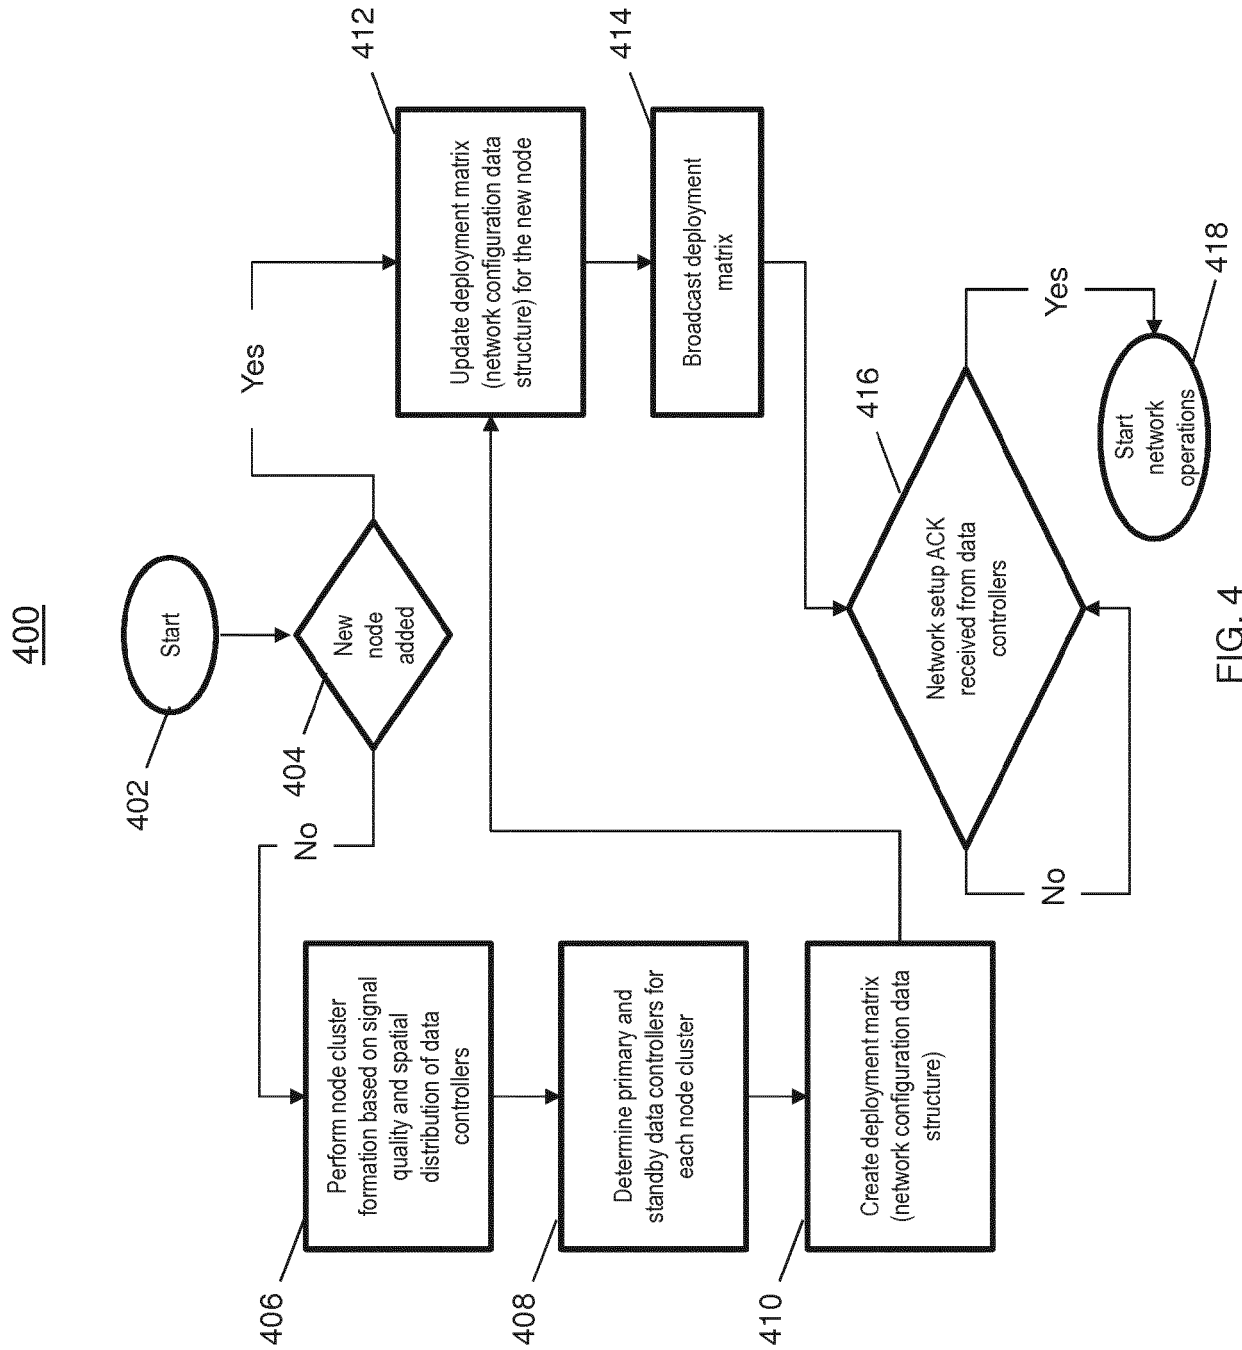 400
Start
402
New
node
added
404
No
Yes
Perform node cluster
formation based on signal
quality and spatial
distribution of data
controllers
406
Determine primary and
standby data controllers for
each node cluster
408
Create deployment matrix
(network configuration data
structure)
410
Update deployment matrix
(network configuration data
structure) for the new node
412
Broadcast deployment
matrix
414
Network setup ACK
received from data
controllers
416
No
Yes
Start
network
operations
418
FIG. 4